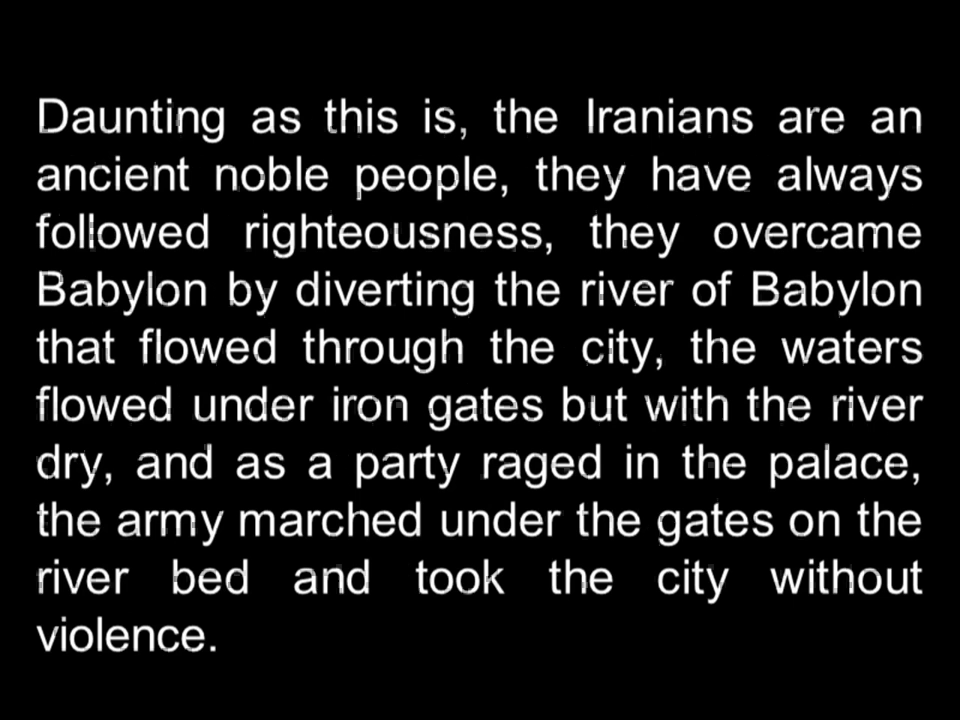 Daunting as this is, the Iranians are an
ancient noble people, they have always
followed righteousness, they overcame
Babylon by diverting the river of Babylon
that flowed through the city, the waters
flowed under iron gates but with the river
dry, and as a party raged in the palace,
the army marched under the gates on the
river bed and took the city without
violence.